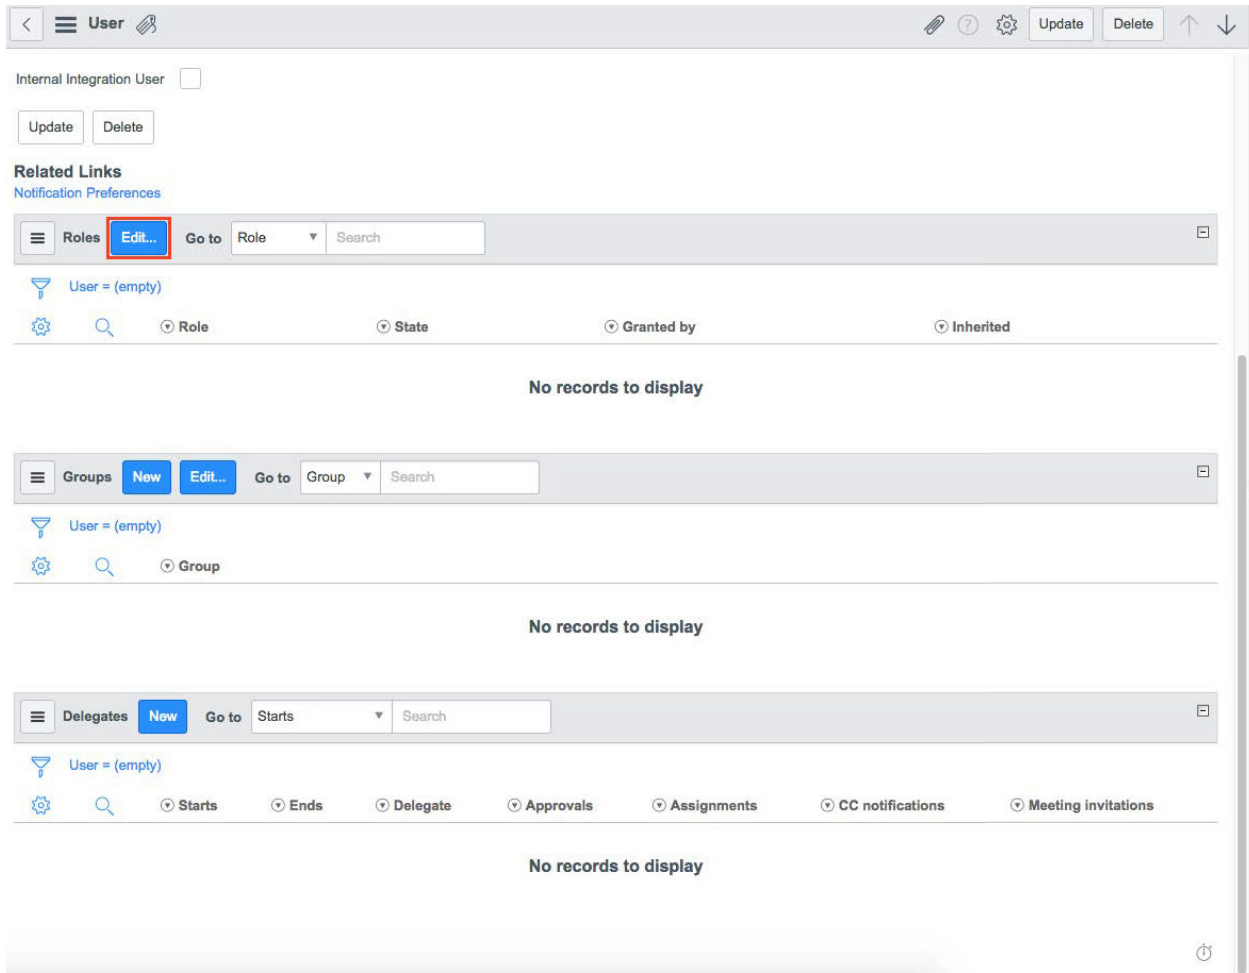 User ? Update Delete
Internal Integration User
Update Delete
Related Links
Notification Preferences
Roles Edit... Go to Role Search
User = (empty)
Role State Granted by Inherited
No records to display
Groups New Edit... Go to Group Search
User = (empty)
Group
No records to display
Delegates New Go to Starts Search
User = (empty)
Starts Ends Delegate Approvals Assignments CC notifications Meeting invitations
No records to display